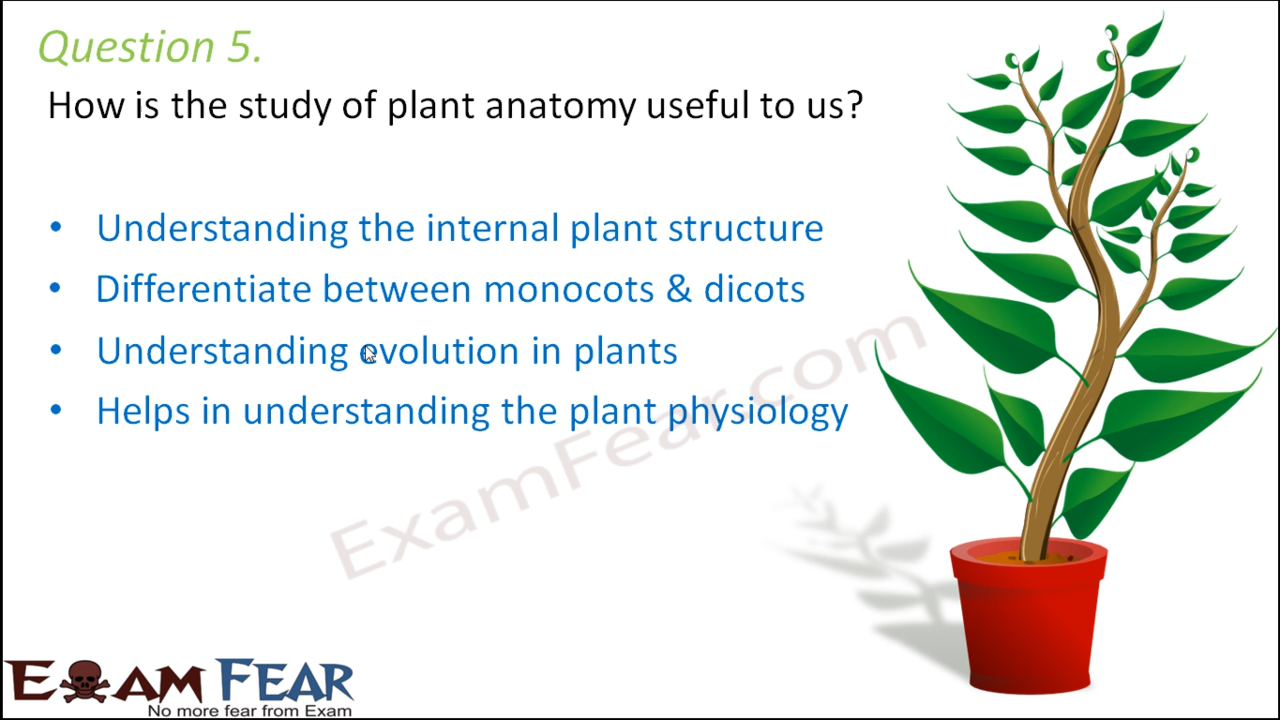 Question 5.
How is the study of plant anatomy useful to us?
• Understanding the internal plant structure
• Differentiate between monocots & dicots
• Understanding evolution in plants
• Helps in understanding the plant physiology
ExamFear.com
EXAM FEAR
No more fear from Exam